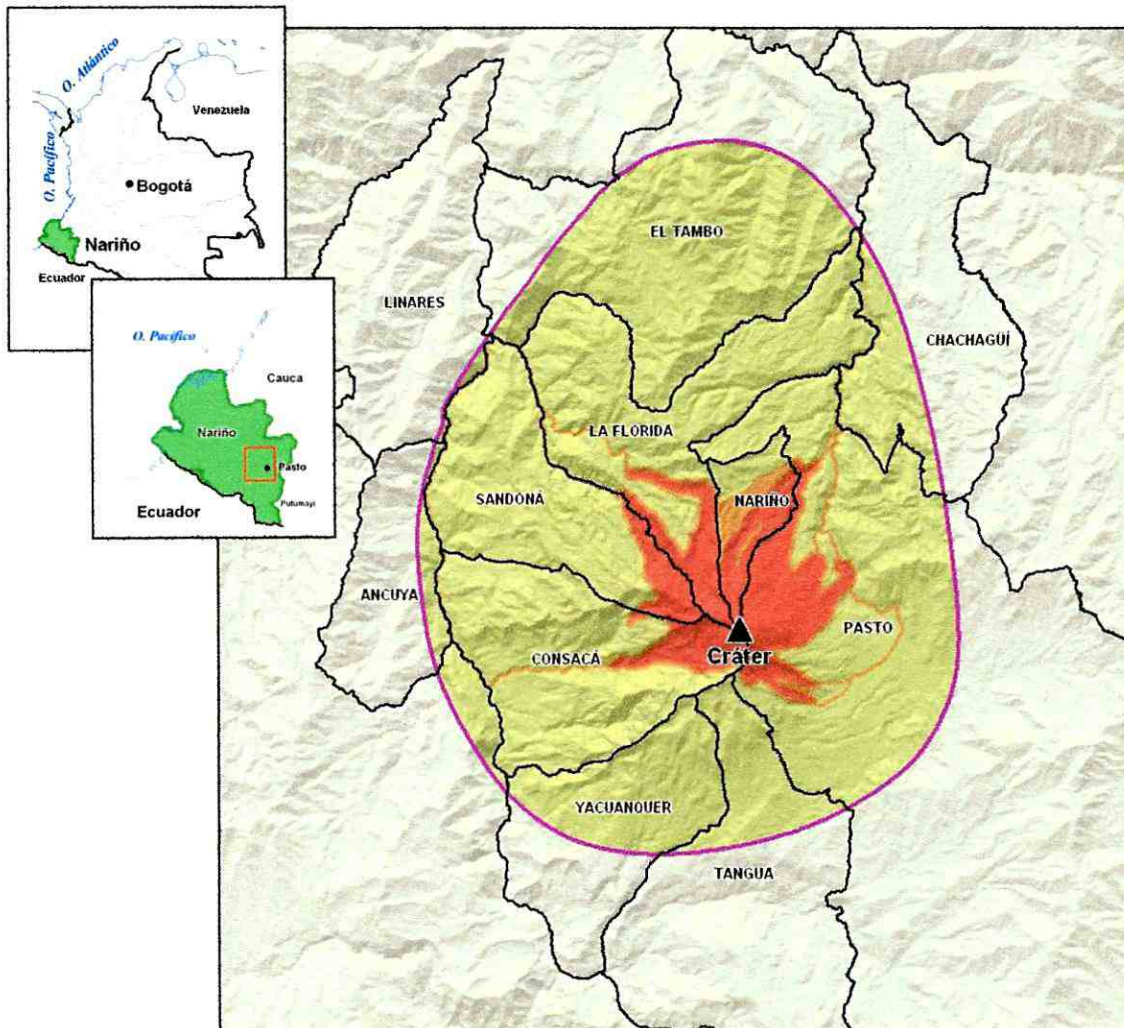 O. Atlántico
Venezuela
O. Pacífico
Bogotá
Nariño
Ecuador
O. Pacífico
Cauca
Nariño
Pasto
Putumayi
Ecuador
EL TAMBO
LINARES
CHACHAGÜÍ
LA FLORIDA
SANDONÁ
NARIÑO
ANCUYA
PASTO
CONSACÁ
Cráter
YACUANQUER
TANGUA